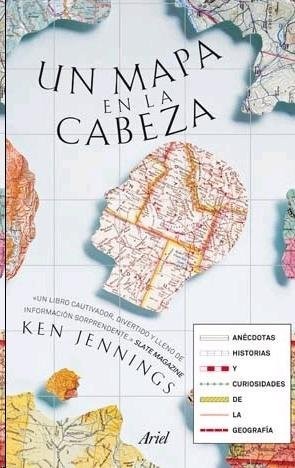 UN MAPA
EN LA
CABEZA
«UN LIBRO CAUTIVADOR, DIVERTIDO Y LLENO DE
INFORMACIÓN SORPRENDENTE.» SLATE MAGAZINE
KEN JENNINGS
ANÉCDOTAS
HISTORIAS
Y
CURIOSIDADES
DE
LA
GEOGRAFÍA
Ariel